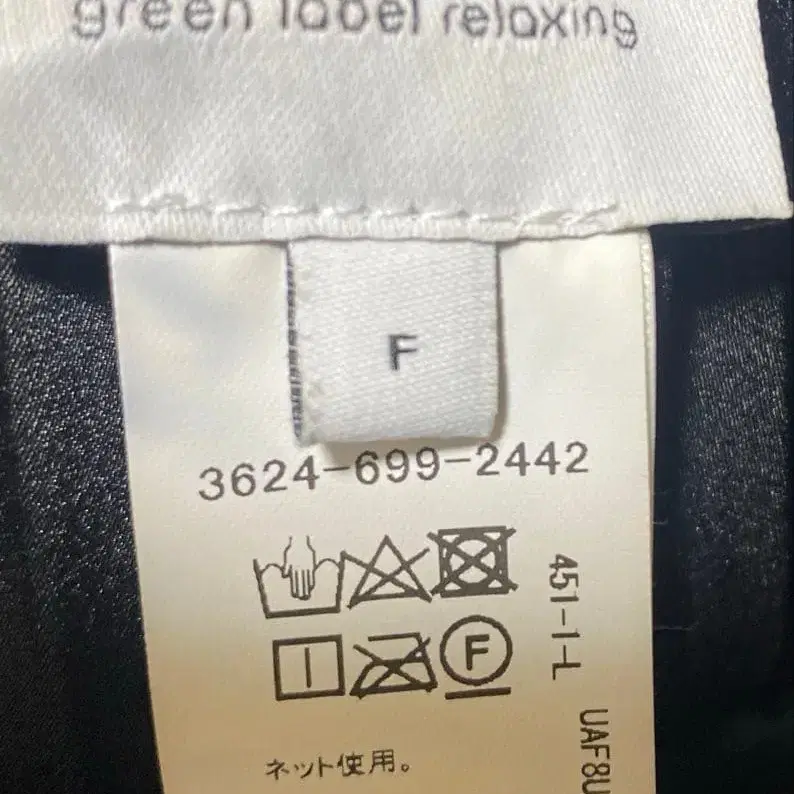 green label relaxing
F
3624-699-2442
F
ネット使用。
451-1-L
UAF8U